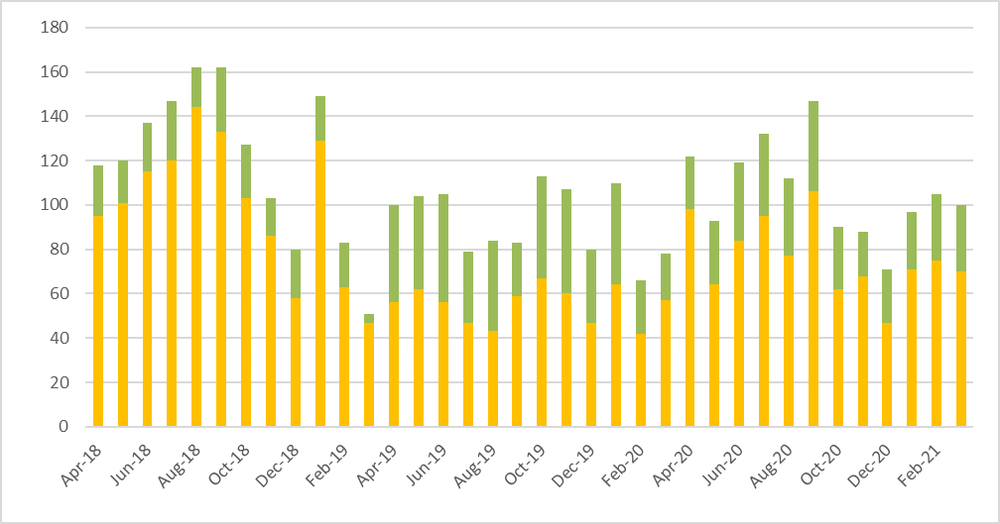 180
160
140
120
100
80
60
40
20
0
Apr-18
Jun-18
Aug-18
Oct-18
Dec-18
Feb-19
Apr-19
Jun-19
Aug-19
Oct-19
Dec-19
Feb-20
Apr-20
Jun-20
Aug-20
Oct-20
Dec-20
Feb-21